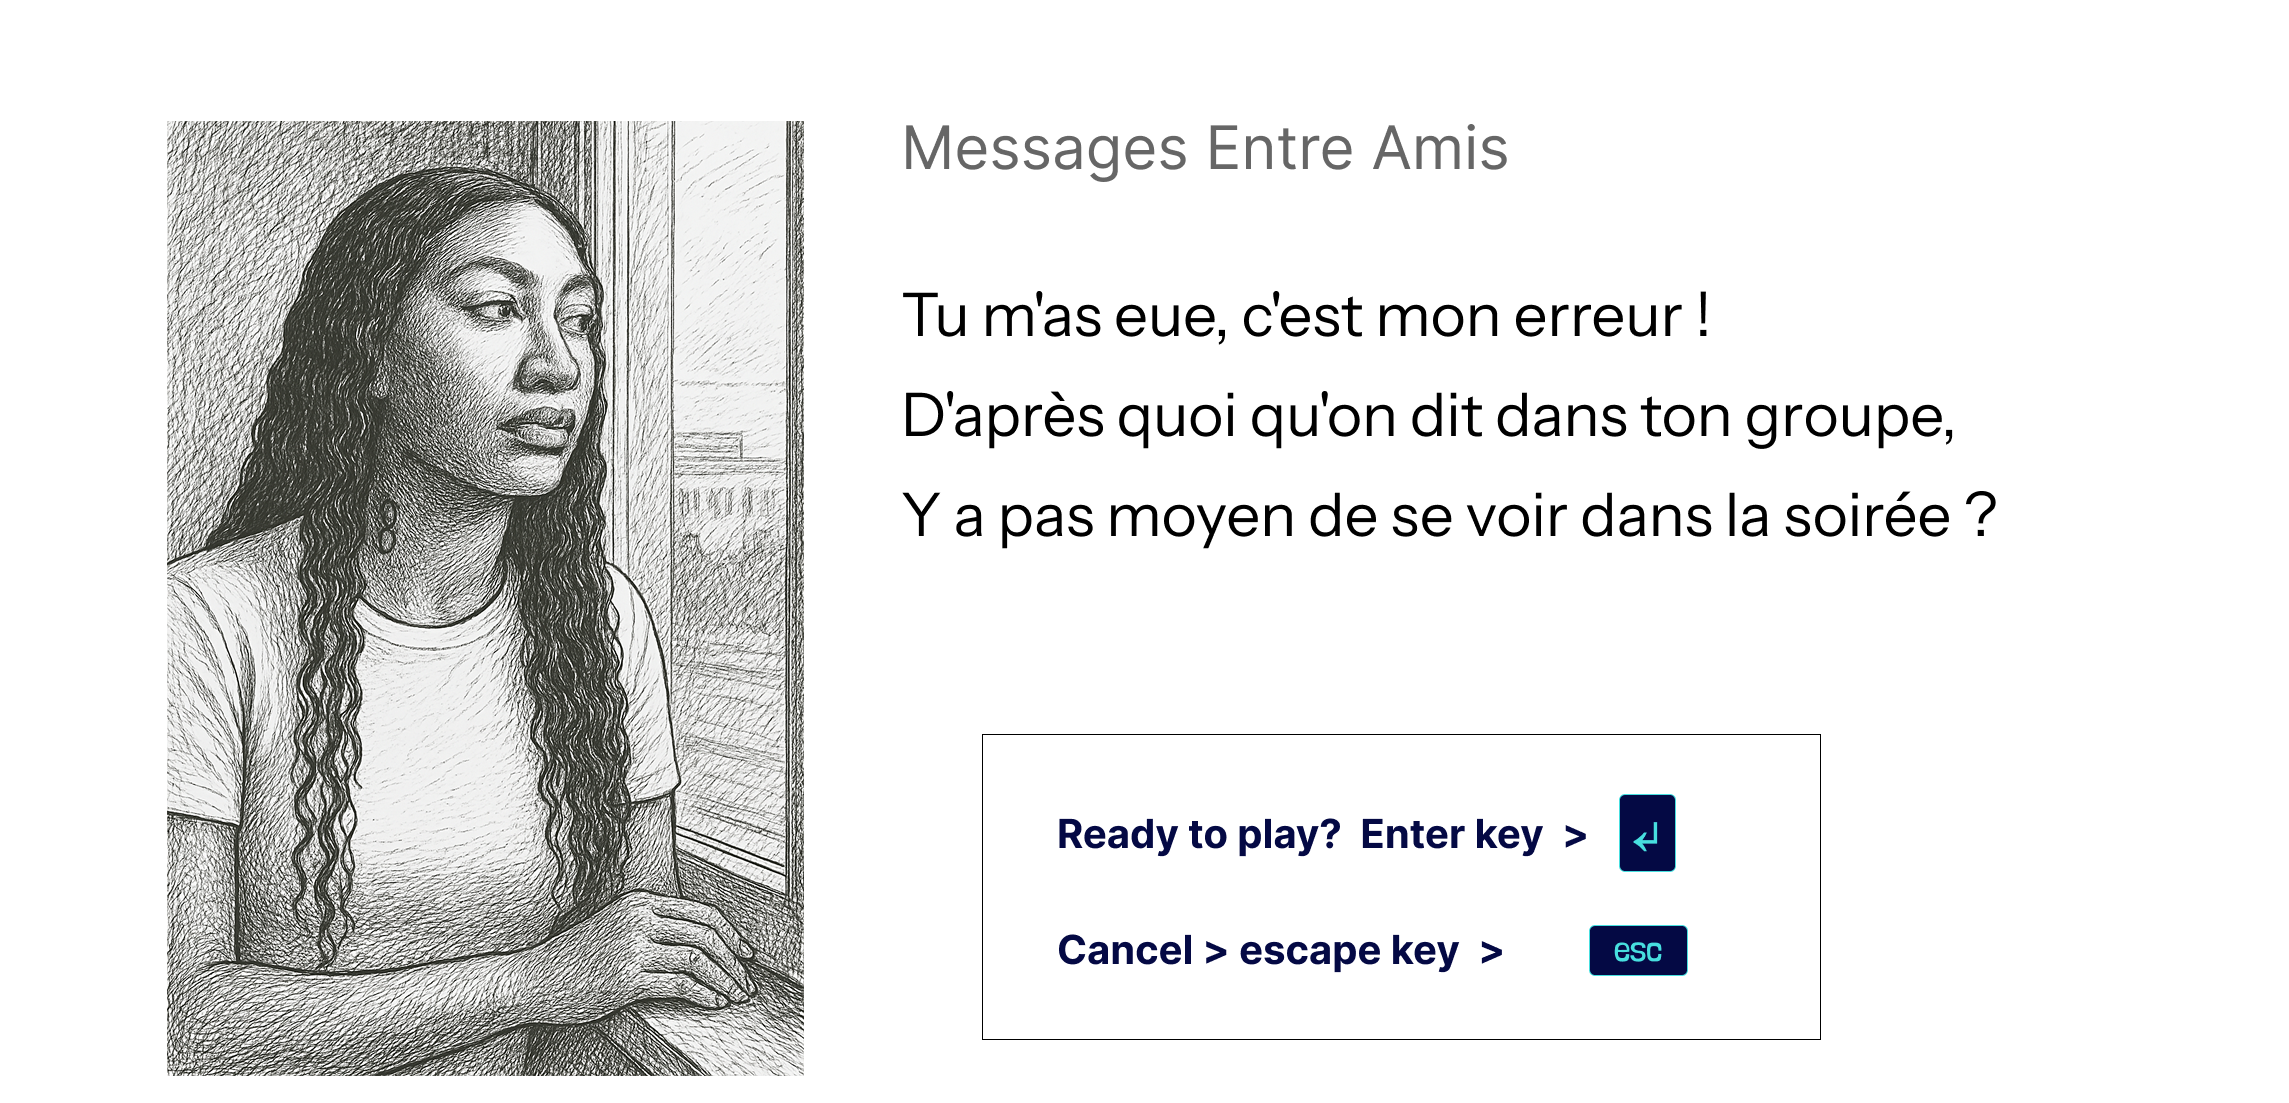 Messages Entre Amis
Tu m'as eue, c'est mon erreur !
D'après quoi qu'on dit dans ton groupe,
Y a pas moyen de se voir dans la soirée ?
Ready to play? Enter key > ↲
Cancel > escape key > esc